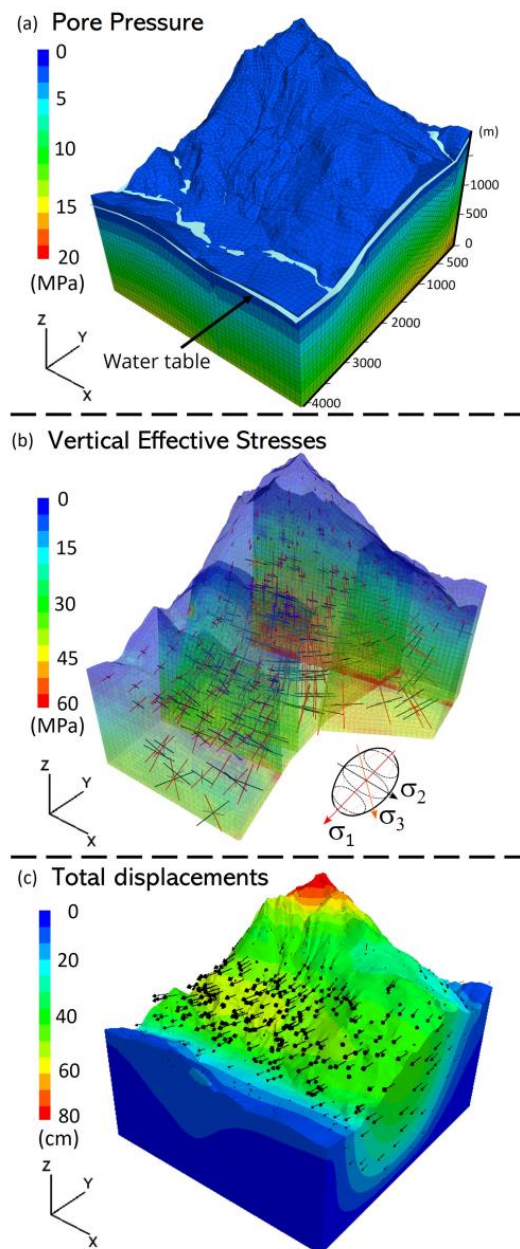 (a) Pore Pressure
0
5
10
15
20
(MPa)
(m)
1000
500
0
500
1000
2000
3000
4000
Water table
Z
Y
X
(b) Vertical Effective Stresses
0
15
30
45
60
(MPa)
Z
Y
X
σ2
σ3
σ1
(c) Total displacements
0
20
40
60
80
(cm)
Z
Y
X